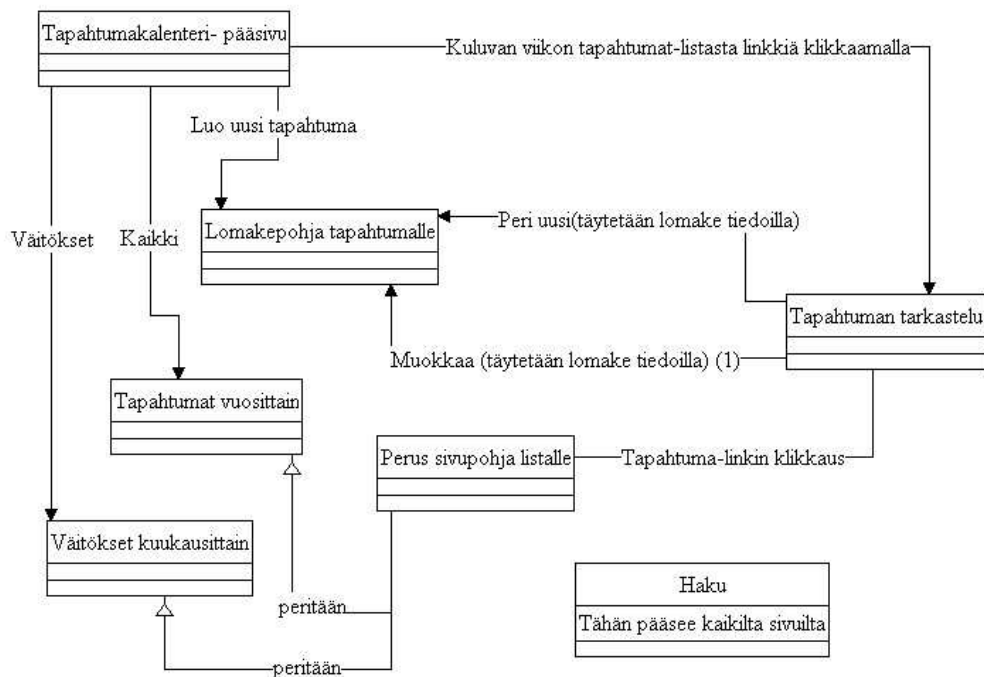 Tapahtumakalenteri- pääsivu
Kuluvan viikon tapahtumat-listasta linkkiä klikkaamalla
Luo uusi tapahtuma
Väitökset
Kaikki
Lomakepohja tapahtumalle
Peri uusi(täytetään lomake tiedoilla)
Tapahtuman tarkastelu
Muokkaa (täytetään lomake tiedoilla) (1)
Tapahtumat vuosittain
Perus sivupohja listalle
Tapahtuma-linkin klikkaus
Väitökset kuukausittain
Haku
Tähän pääsee kaikilta sivuilta
peritään
peritään